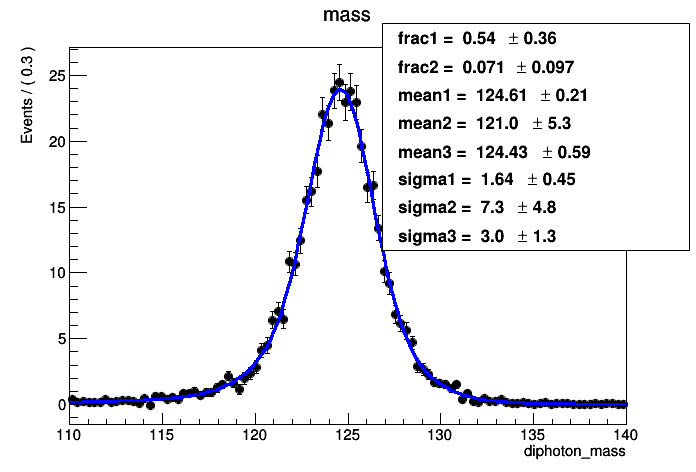 mass
Events / ( 0.3 )
frac1 = 0.54 ± 0.36
frac2 = 0.071 ± 0.097
mean1 = 124.61 ± 0.21
mean2 = 121.0 ± 5.3
mean3 = 124.43 ± 0.59
sigma1 = 1.64 ± 0.45
sigma2 = 7.3 ± 4.8
sigma3 = 3.0 ± 1.3
25
20
15
10
5
0
110 115 120 125 130 135 140
diphoton_mass